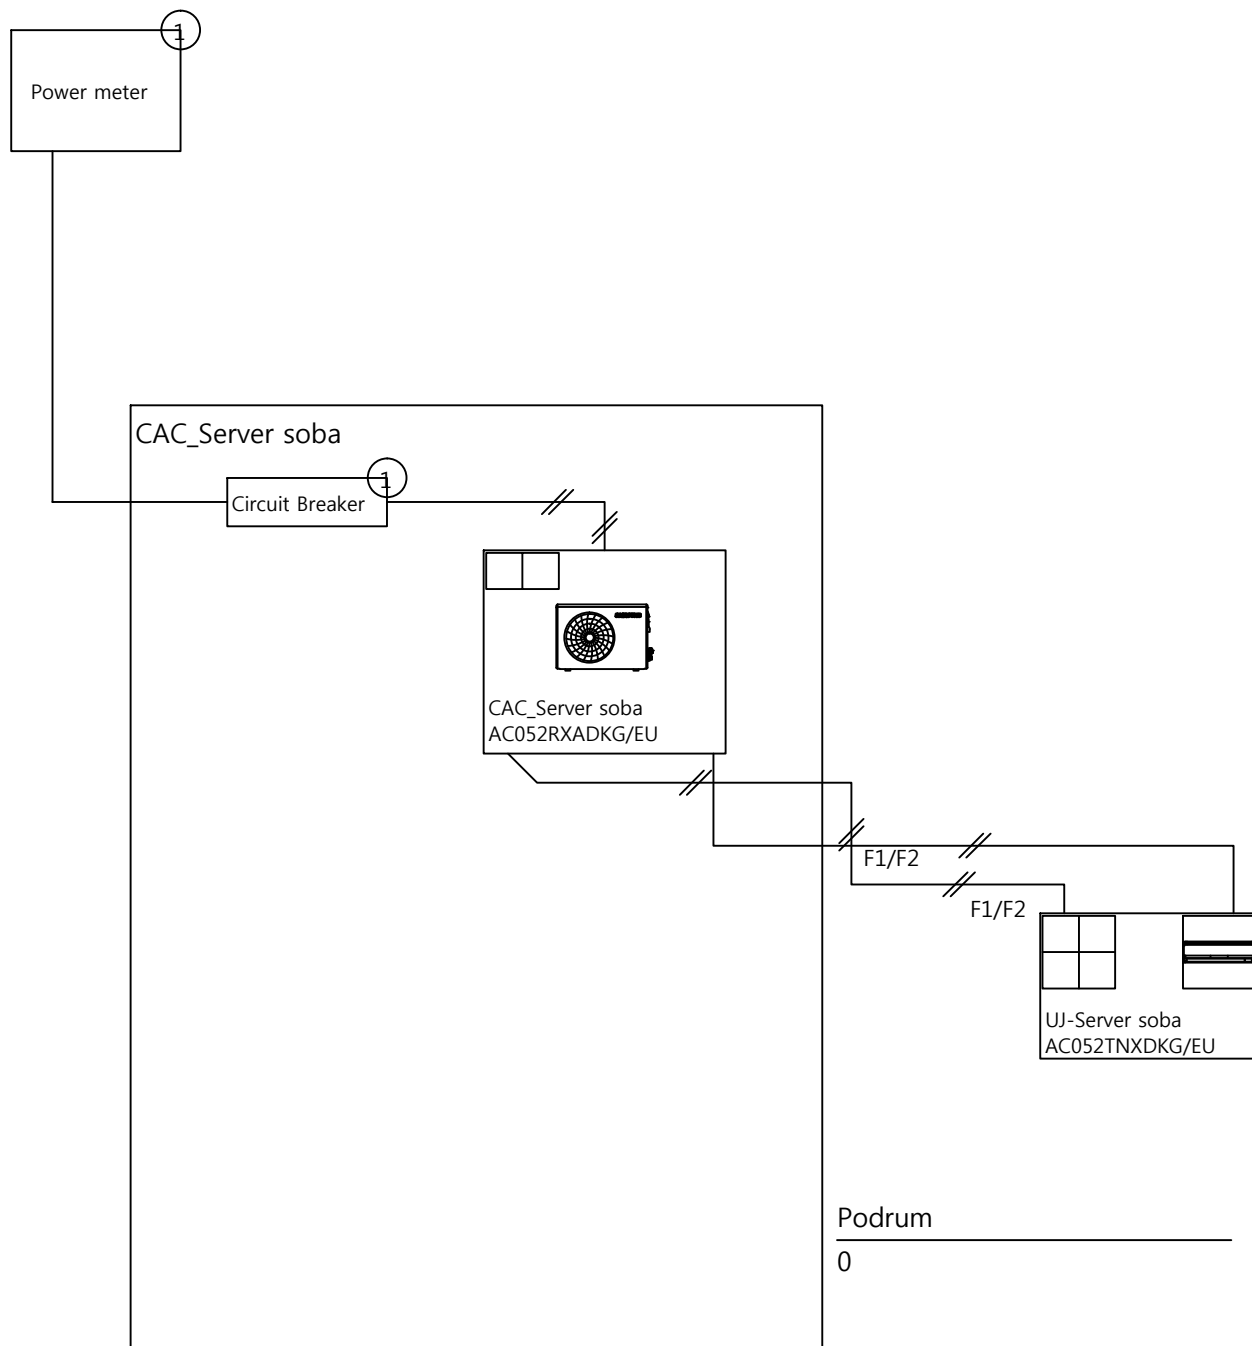 1
Power meter
CAC_Server soba
1
Circuit Breaker
CAC_Server soba
AC052RXADKG/EU
F1/F2
F1/F2
UJ-Server soba
AC052TNXDKG/EU
Podrum
0